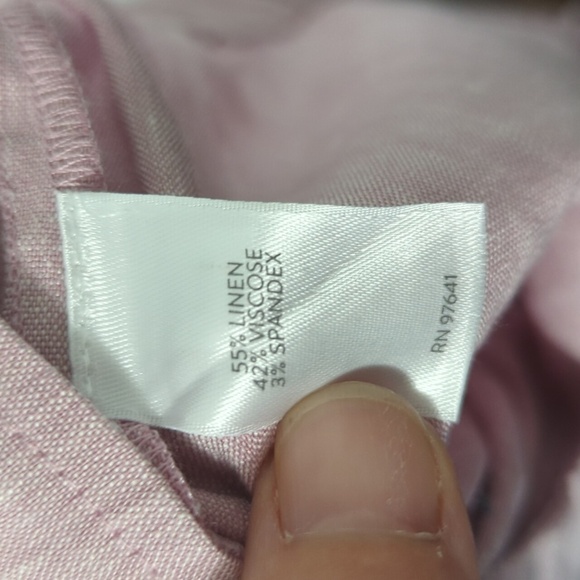 55% LINEN
42% VISCOSE
3% SPANDEX
RN 97641